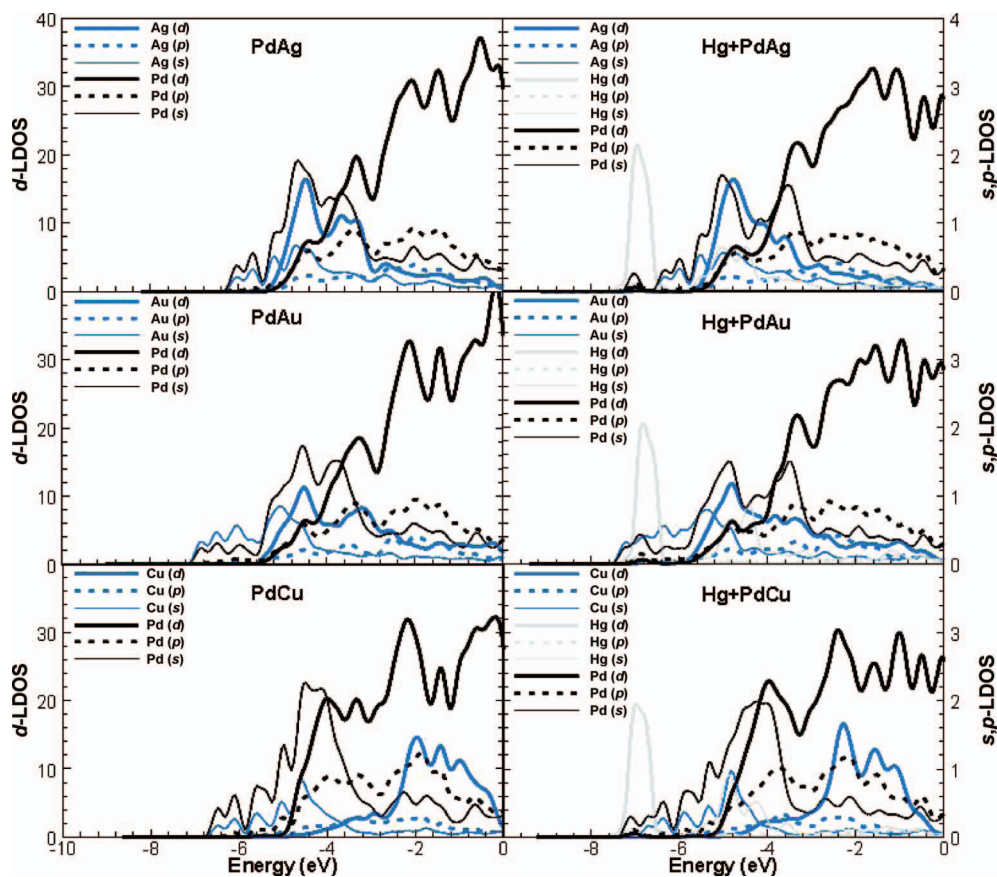 PdAg
Ag (d)
Ag (p)
Ag (s)
Pd (d)
Pd (p)
Pd (s)
40
30
20
10
0
d-LDOS
Hg+PdAg
Ag (d)
Ag (p)
Ag (s)
Hg (d)
Hg (p)
Hg (s)
Pd (d)
Pd (p)
Pd (s)
4
3
2
1
0
s,p-LDOS
PdAu
Au (d)
Au (p)
Au (s)
Pd (d)
Pd (p)
Pd (s)
30
20
10
0
d-LDOS
Hg+PdAu
Au (d)
Au (p)
Au (s)
Hg (d)
Hg (p)
Hg (s)
Pd (d)
Pd (p)
Pd (s)
3
2
1
0
s,p-LDOS
PdCu
Cu (d)
Cu (p)
Cu (s)
Pd (d)
Pd (p)
Pd (s)
30
20
10
0
d-LDOS
Hg+PdCu
Cu (d)
Cu (p)
Cu (s)
Hg (d)
Hg (p)
Hg (s)
Pd (d)
Pd (p)
Pd (s)
3
2
1
0
s,p-LDOS
-10 -8 -6 -4 -2 0
-8 -6 -4 -2 0
Energy (eV)
Energy (eV)